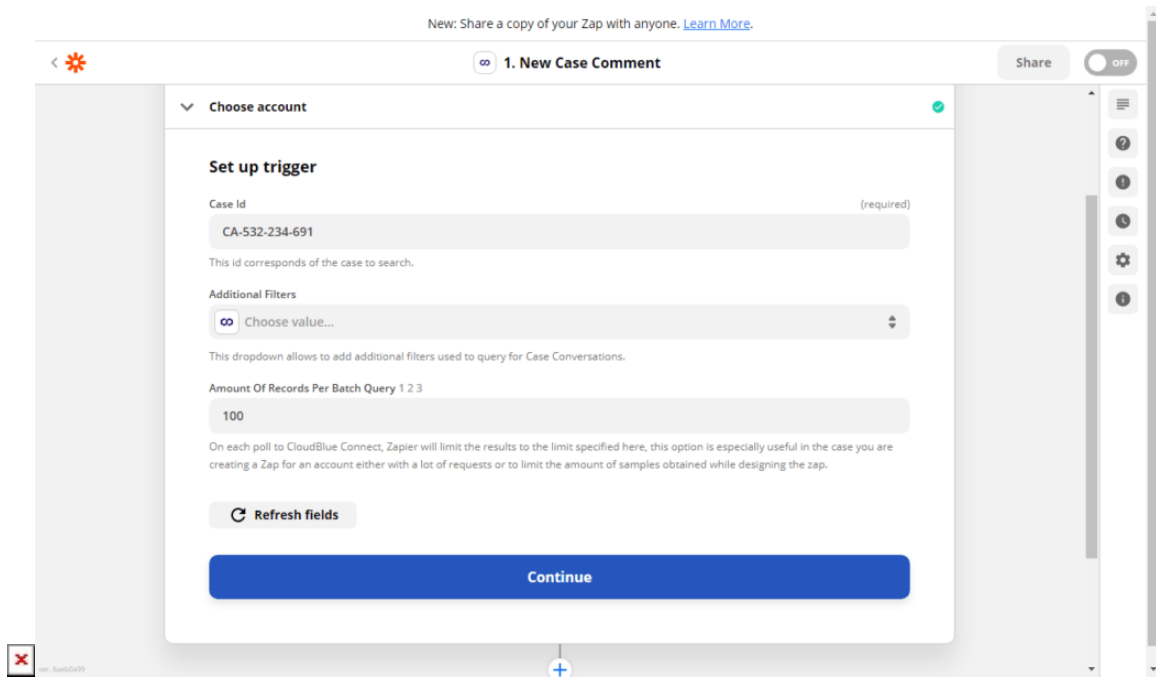 New: Share a copy of your Zap with anyone. Learn More.
1. New Case Comment
Share
OFF
Choose account
Set up trigger
Case Id
(required)
CA-532-234-691
This id corresponds of the case to search.
Additional Filters
Choose value...
This dropdown allows to add additional filters used to query for Case Conversations.
Amount Of Records Per Batch Query 1 2 3
100
On each poll to CloudBlue Connect, Zapier will limit the results to the limit specified here, this option is especially useful in the case you are
creating a Zap for an account either with a lot of requests or to limit the amount of samples obtained while designing the zap.
Refresh fields
Continue